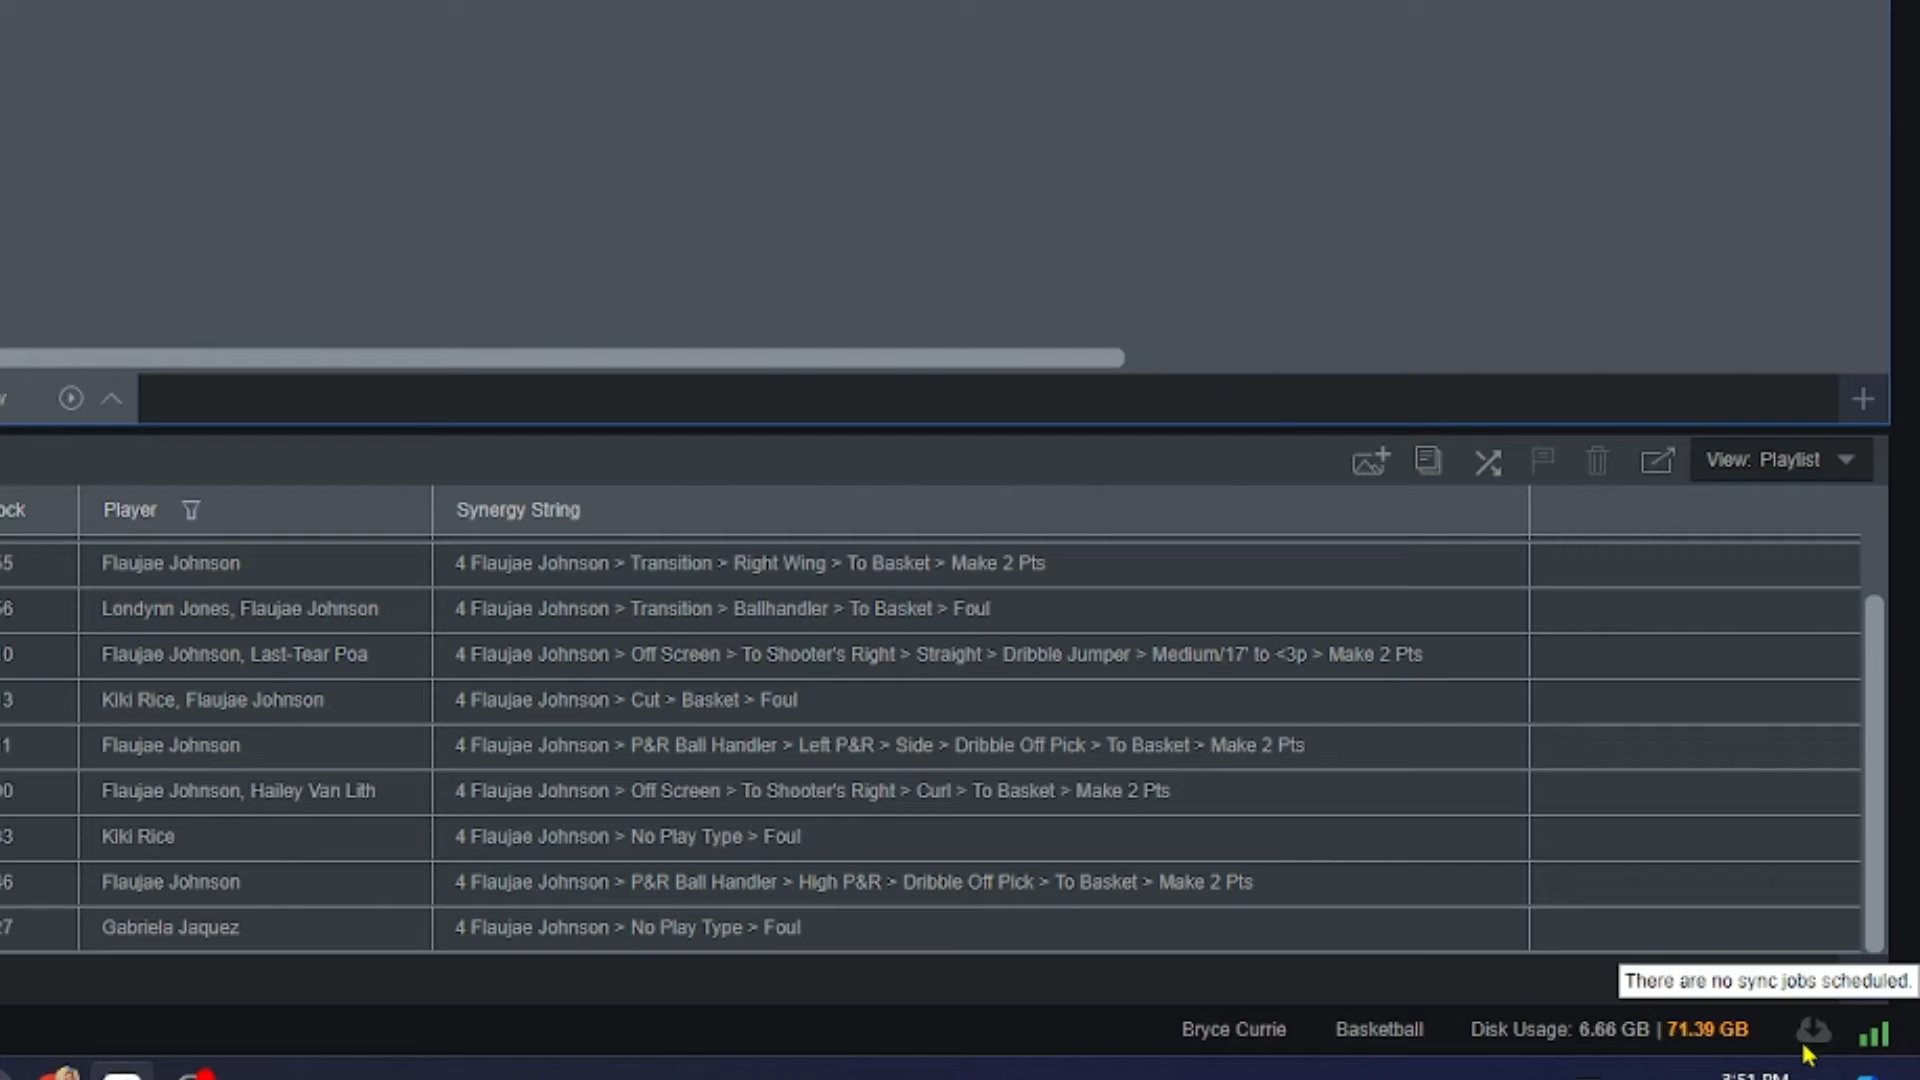 View: Playlist
Player
Synergy String
Flaujae Johnson
4 Flaujae Johnson > Transition > Right Wing > To Basket > Make 2 Pts
Londynn Jones, Flaujae Johnson
4 Flaujae Johnson > Transition > Ballhandler > To Basket > Foul
Flaujae Johnson, Last-Tear Poa
4 Flaujae Johnson > Off Screen > To Shooter's Right > Straight > Dribble Jumper > Medium/17' to <3p > Make 2 Pts
Kiki Rice, Flaujae Johnson
4 Flaujae Johnson > Cut > Basket > Foul
Flaujae Johnson
4 Flaujae Johnson > P&R Ball Handler > Left P&R > Side > Dribble Off Pick > To Basket > Make 2 Pts
Flaujae Johnson, Hailey Van Lith
4 Flaujae Johnson > Off Screen > To Shooter's Right > Curl > To Basket > Make 2 Pts
Kiki Rice
4 Flaujae Johnson > No Play Type > Foul
Flaujae Johnson
4 Flaujae Johnson > P&R Ball Handler > High P&R > Dribble Off Pick > To Basket > Make 2 Pts
Gabriela Jaquez
4 Flaujae Johnson > No Play Type > Foul
There are no sync jobs scheduled.
Bryce Currie
Basketball
Disk Usage: 6.66 GB | 71.39 GB